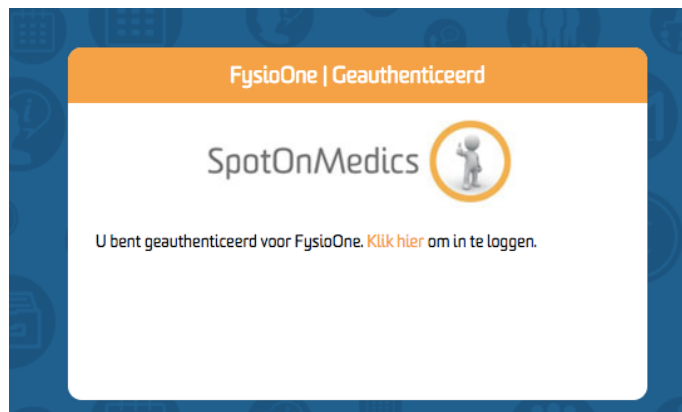 FysioOne | Geauthenticeerd
SpotOnMedics
U bent geauthenticeerd voor FysioOne. Klik hier om in te loggen.